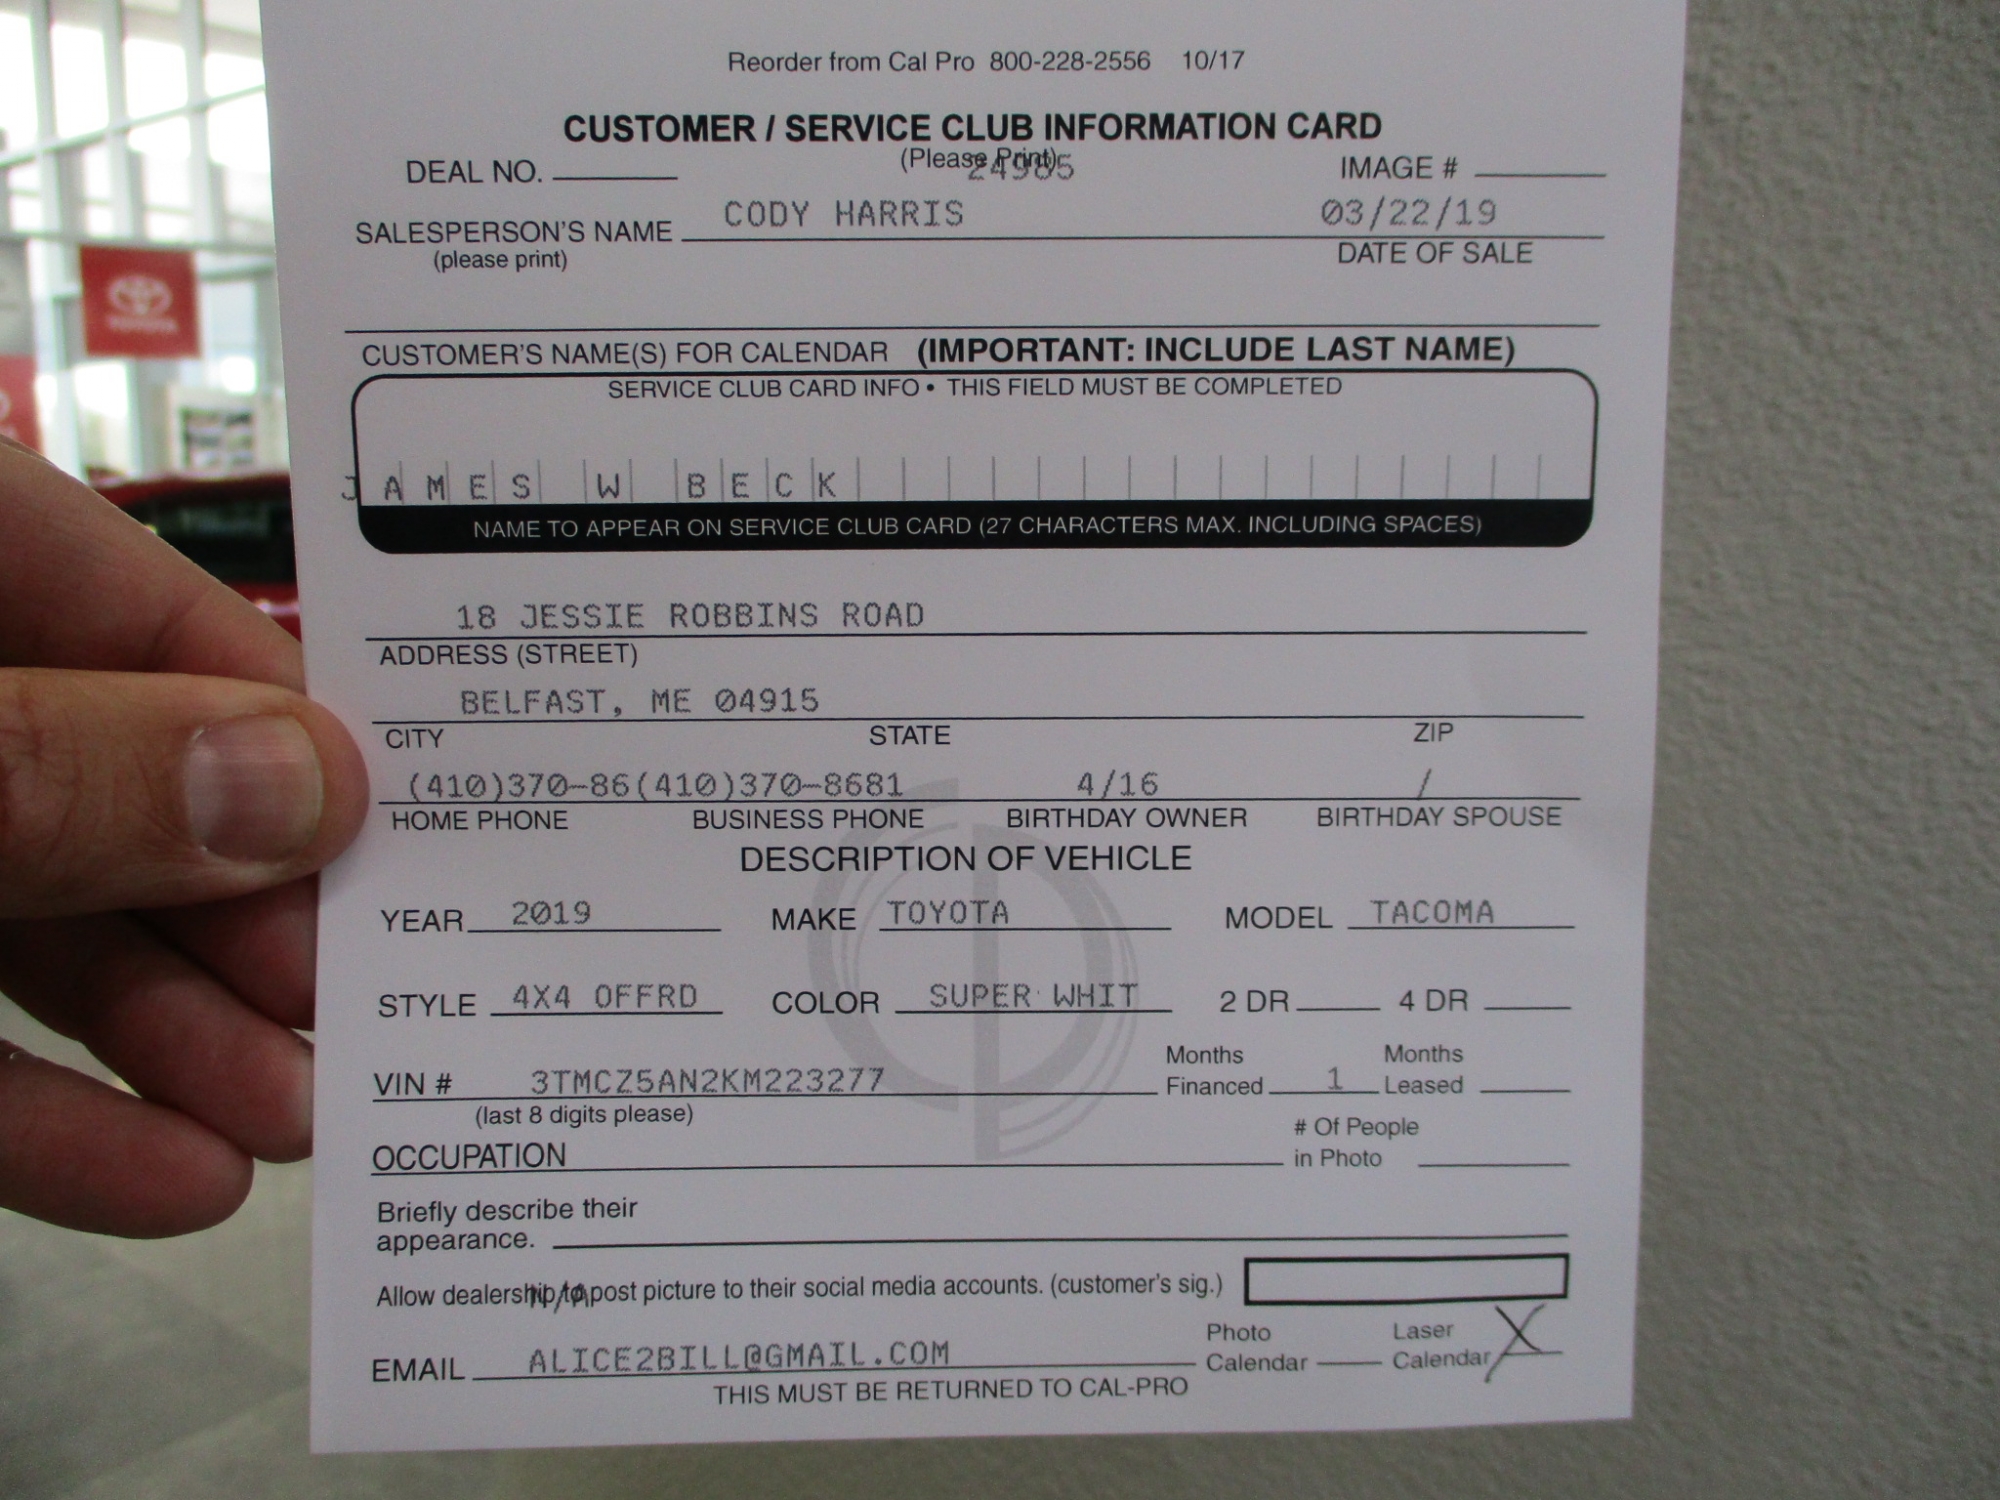 Reorder from Cal Pro 800-228-2556 10/17
CUSTOMER / SERVICE CLUB INFORMATION CARD
(Please Print)
DEAL NO. 24985 IMAGE #
SALESPERSON'S NAME CODY HARRIS 03/22/19
(please print) DATE OF SALE
CUSTOMER'S NAME(S) FOR CALENDAR (IMPORTANT: INCLUDE LAST NAME)
SERVICE CLUB CARD INFO • THIS FIELD MUST BE COMPLETED
JAMES W BECK
NAME TO APPEAR ON SERVICE CLUB CARD (27 CHARACTERS MAX. INCLUDING SPACES)
18 JESSIE ROBBINS ROAD
ADDRESS (STREET)
BELFAST, ME 04915
CITY STATE ZIP
(410)370-86(410)370-8681 4/16 /
HOME PHONE BUSINESS PHONE BIRTHDAY OWNER BIRTHDAY SPOUSE
DESCRIPTION OF VEHICLE
YEAR 2019 MAKE TOYOTA MODEL TACOMA
STYLE 4X4 OFFRD COLOR SUPER WHIT 2 DR 4 DR
VIN # 3TMCZ5AN2KM223277 Months Financed 1 Months Leased
(last 8 digits please)
OCCUPATION # Of People in Photo
Briefly describe their
appearance.
Allow dealership to post picture to their social media accounts. (customer's sig.)
N/A
EMAIL ALICE2BILL@GMAIL.COM Photo Calendar Laser Calendar X
THIS MUST BE RETURNED TO CAL-PRO
TOYOTA